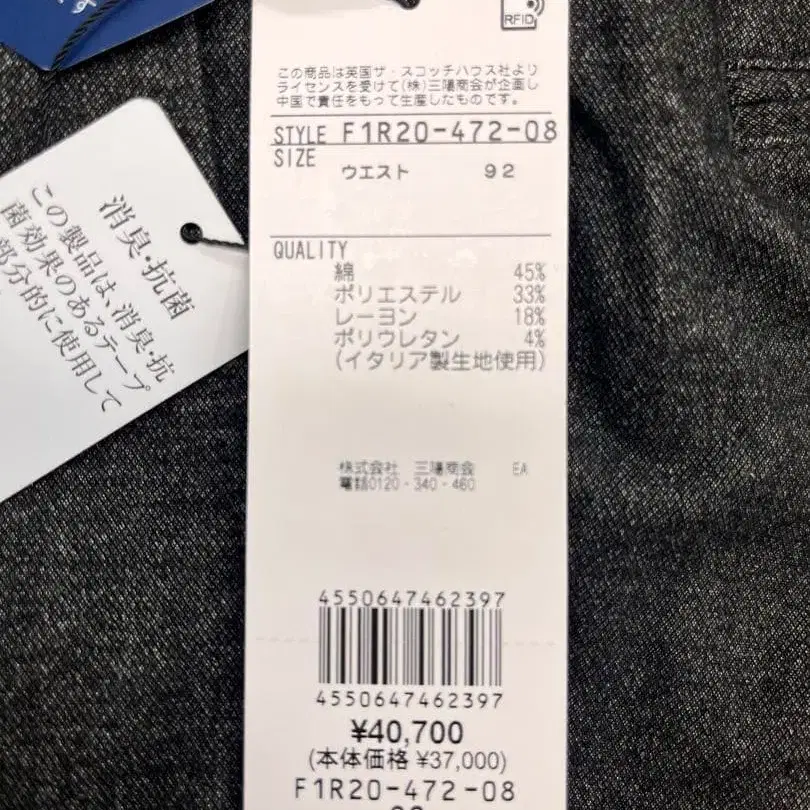 す
RFID
この商品は英国ザ・スコッチハウス社より
ライセンスを受けて(株)三陽商会が企画し
中国で責任をもって生産したものです。
STYLE F1R20-472-08
SIZE
ウエスト 92
QUALITY
綿 45%
ポリエステル 33%
レーヨン 18%
ポリウレタン 4%
(イタリア製生地使用)
株式会社 三陽商会 EA
電話0120-340-460
4550647462397
4550647462397
¥40,700
(本体価格 ¥37,000)
F1R20-472-08
消臭・抗菌
この製品は、消臭・抗
菌効果のあるテープ
部分的に使用して